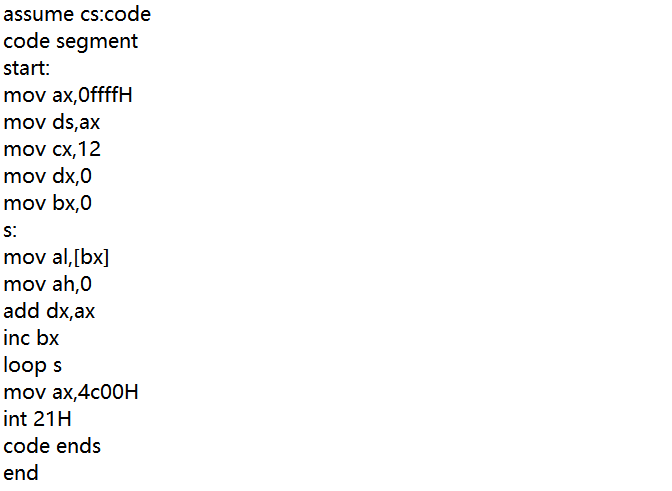 assume cs:code
code segment
start:
mov ax,0ffffH
mov ds,ax
mov cx,12
mov dx,0
mov bx,0
s:
mov al,[bx]
mov ah,0
add dx,ax
inc bx
loop s
mov ax,4c00H
int 21H
code ends
end